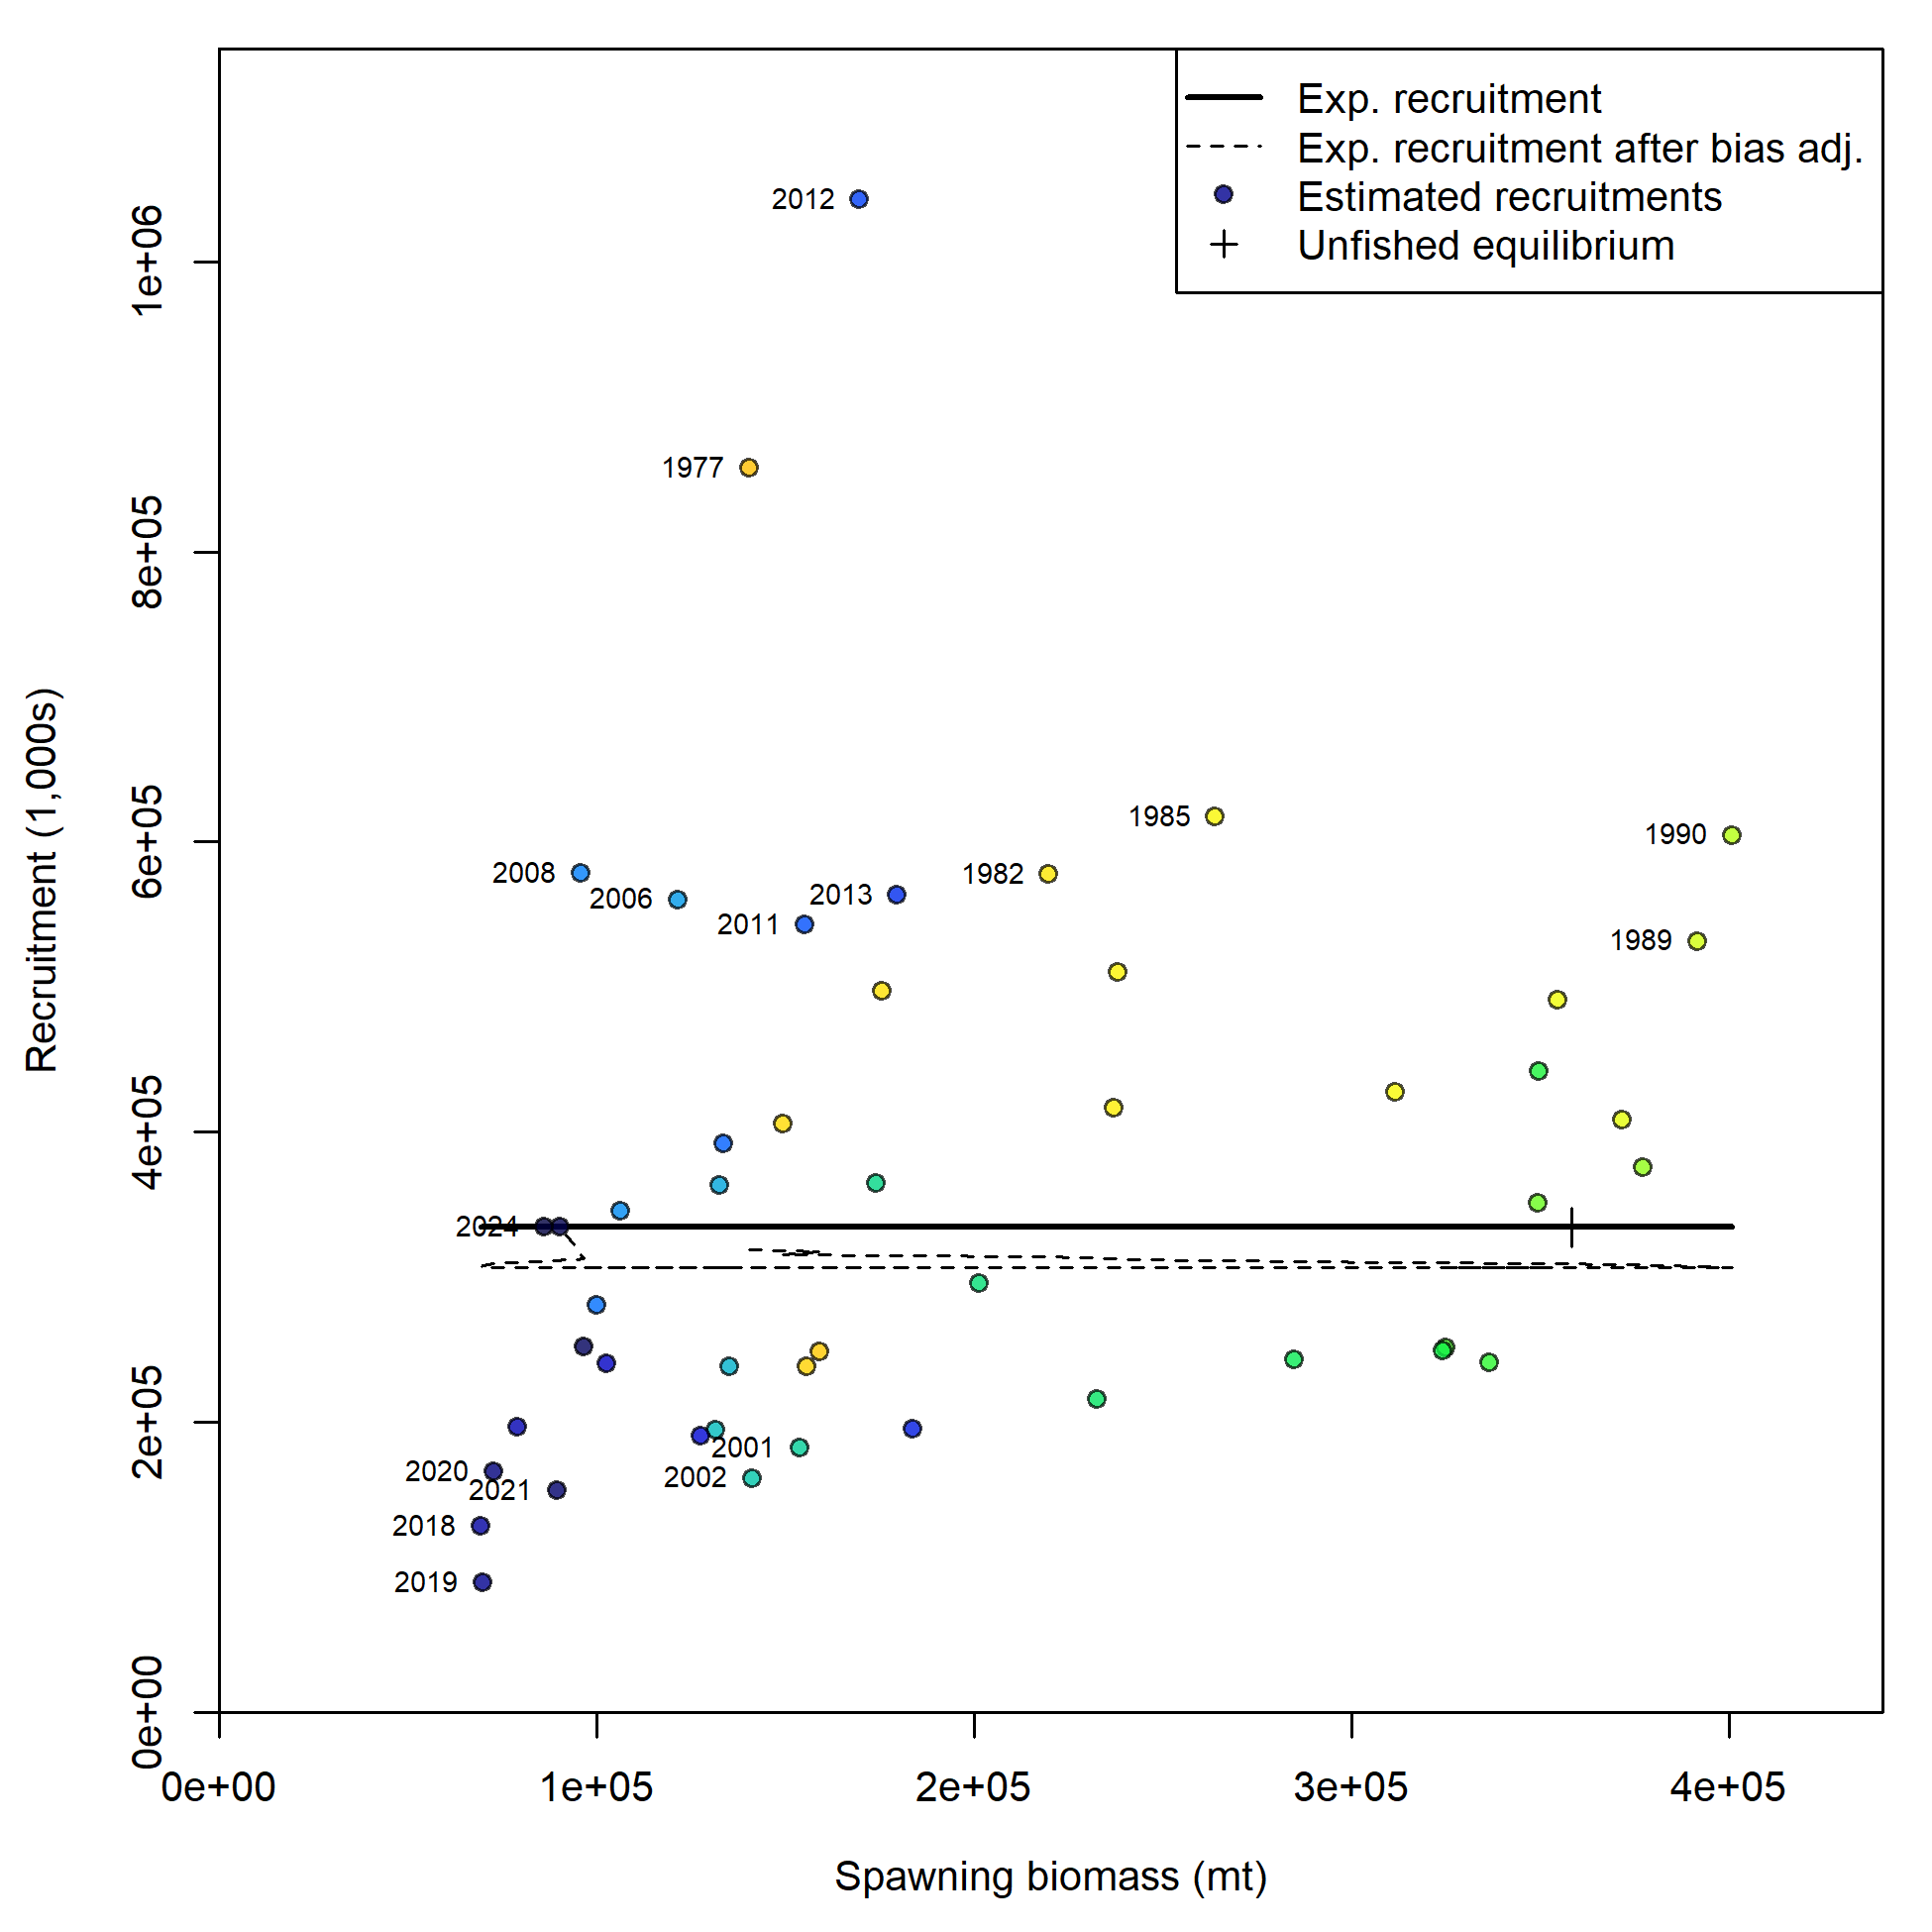 Exp. recruitment
Exp. recruitment after bias adj.
Estimated recruitments
Unfished equilibrium
1e+06
8e+05
6e+05
4e+05
2e+05
0e+00
Recruitment (1,000s)
2012
1977
1985
1990
2008
1982
2006
2013
2011
1989
2024
2001
2020
2002
2021
2018
2019
0e+00
1e+05
2e+05
3e+05
4e+05
Spawning biomass (mt)